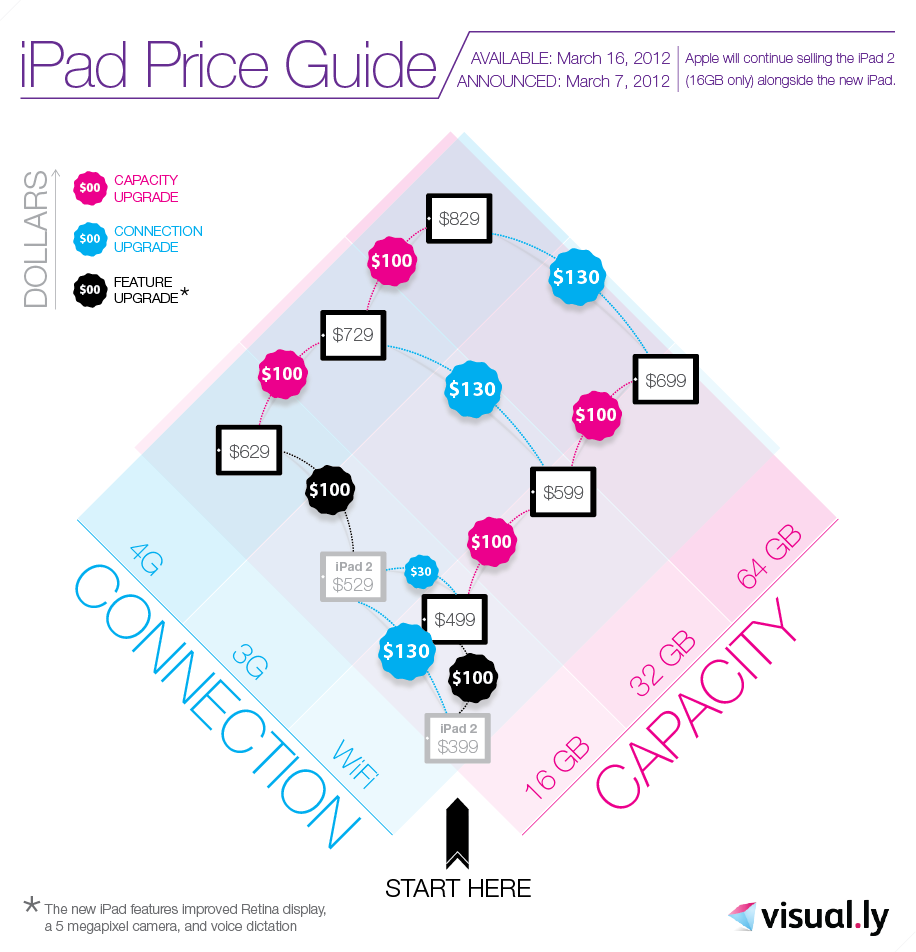 iPad Price Guide
AVAILABLE: March 16, 2012
ANNOUNCED: March 7, 2012
Apple will continue selling the iPad 2
(16GB only) alongside the new iPad.
DOLLARS
$00
CAPACITY
UPGRADE
$00
CONNECTION
UPGRADE
$00
FEATURE
UPGRADE*
$829
$100
$130
$729
$100
$130
$699
$100
$629
$100
$599
$100
iPad 2
$529
$30
$499
$130
$100
iPad 2
$399
4G
3G
WiFi
CONNECTION
64 GB
32 GB
16 GB
CAPACITY
START HERE
* The new iPad features improved Retina display,
a 5 megapixel camera, and voice dictation
visual.ly